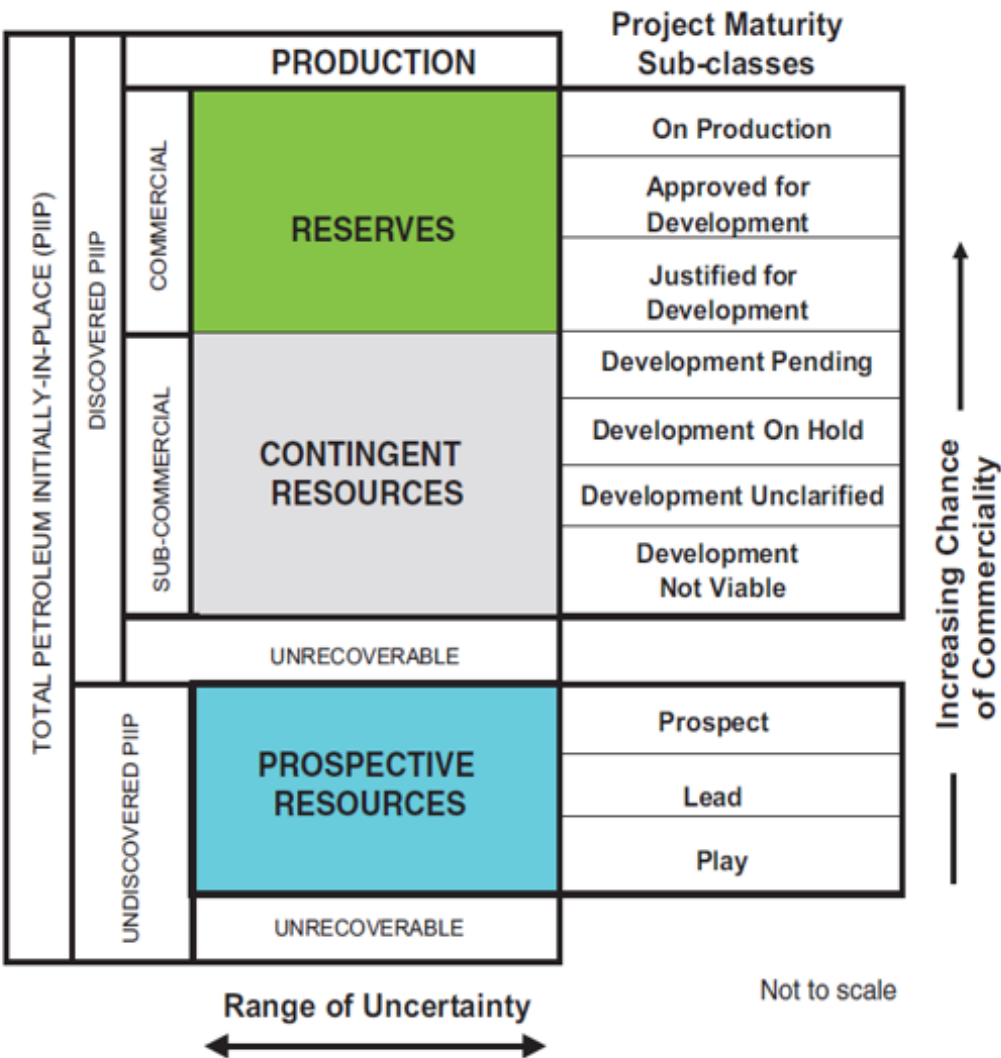 Project Maturity
Sub-classes
PRODUCTION
On Production
Approved for
Development
Justified for
Development
RESERVES
COMMERCIAL
Development Pending
Development On Hold
Development Unclarified
Development
Not Viable
CONTINGENT
RESOURCES
SUB-COMMERCIAL
DISCOVERED PIIP
TOTAL PETROLEUM INITIALLY-IN-PLACE (PIIP)
UNRECOVERABLE
Prospect
Lead
Play
PROSPECTIVE
RESOURCES
UNDISCOVERED PIIP
UNRECOVERABLE
Increasing Chance
of Commerciality
Range of Uncertainty
Not to scale